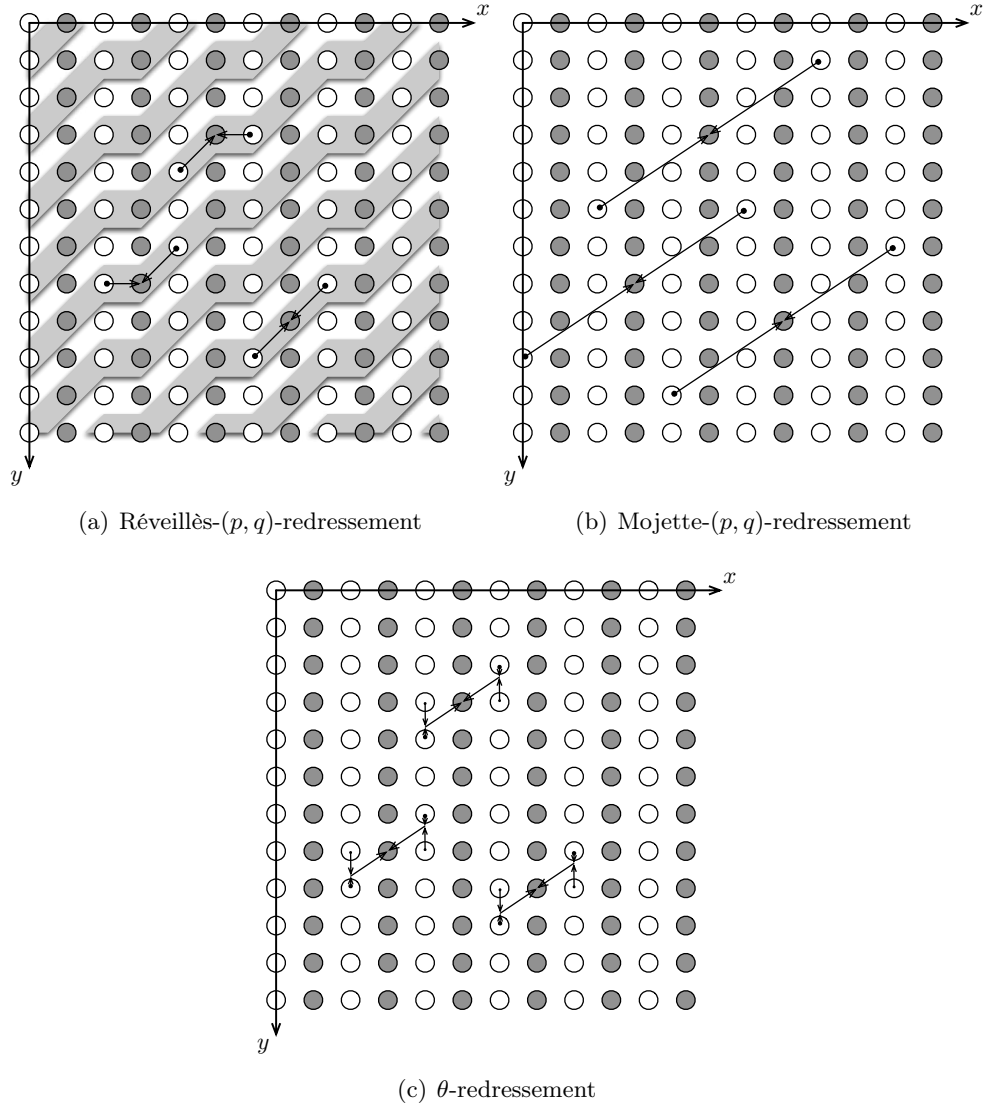 x
x
y
y
(a) Réveillès-(p, q)-redressement
(b) Mojette-(p, q)-redressement
x
y
(c) θ-redressement